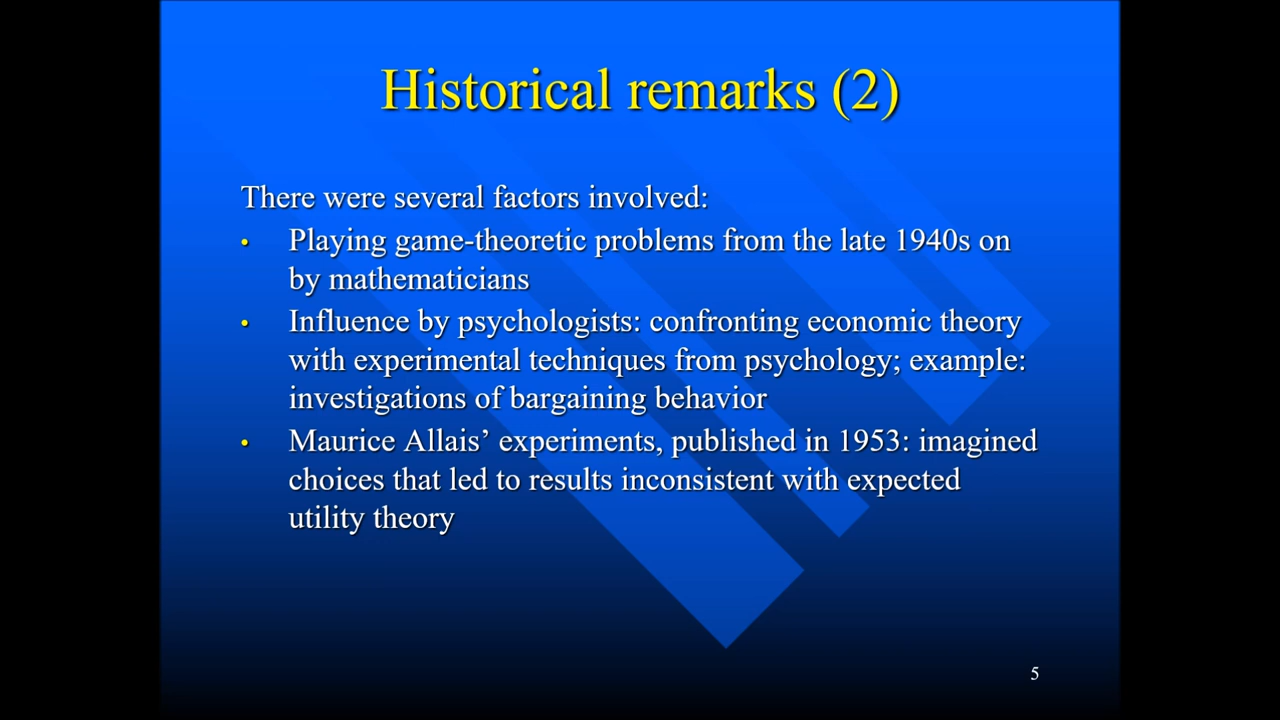 Historical remarks (2)
There were several factors involved:
• Playing game-theoretic problems from the late 1940s on
by mathematicians
• Influence by psychologists: confronting economic theory
with experimental techniques from psychology; example:
investigations of bargaining behavior
• Maurice Allais’ experiments, published in 1953: imagined
choices that led to results inconsistent with expected
utility theory
5